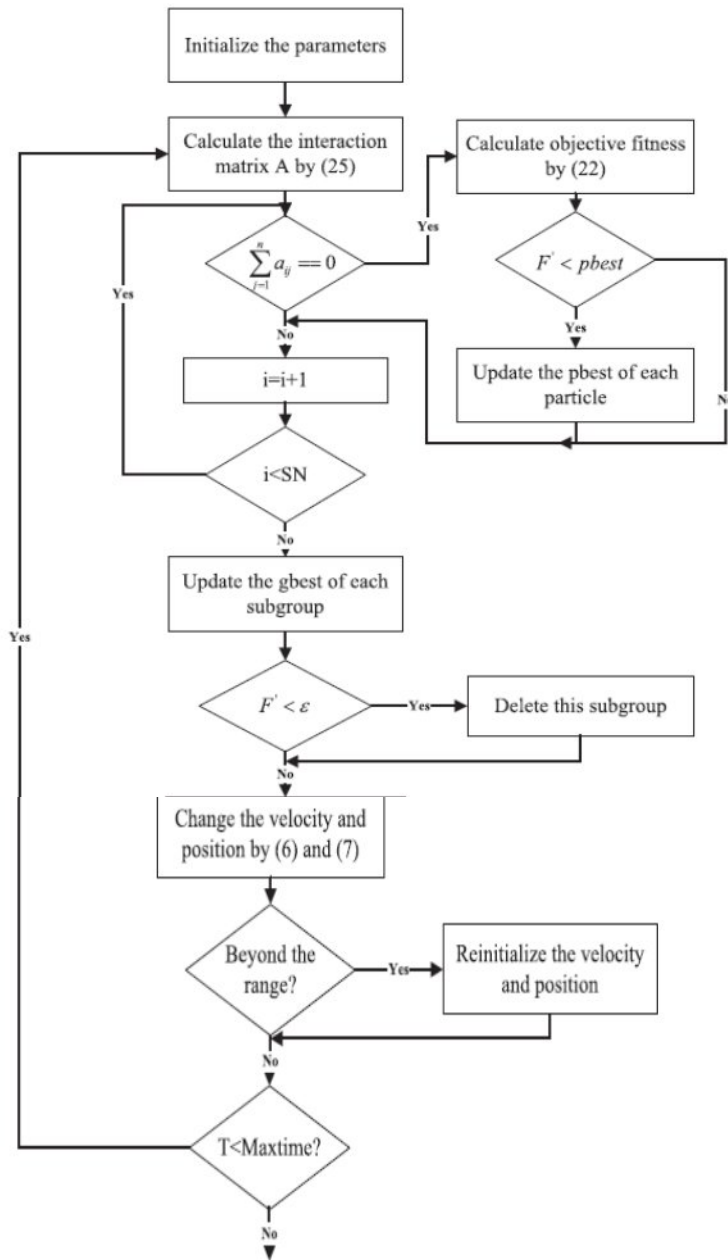 Initialize the parameters
Calculate the interaction
matrix A by (25)
Calculate objective fitness
by (22)
Yes
n
∑ a_ij == 0
j=1
F' < pbest
Yes
No
Yes
Update the pbest of each
particle
i=i+1
i<SN
No
Update the gbest of each
subgroup
Yes
F' < ε
Yes
Delete this subgroup
No
Change the velocity and
position by (6) and (7)
Beyond the
range?
Yes
Reinitialize the velocity
and position
No
T<Maxtime?
No